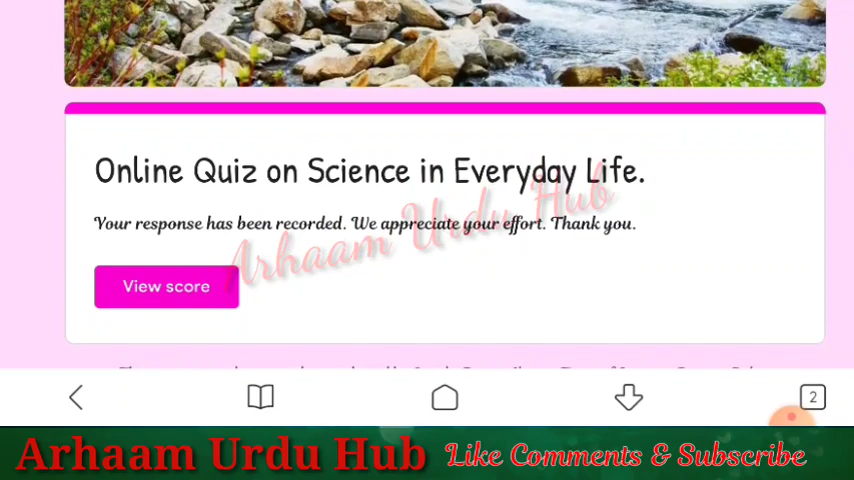 Online Quiz on Science in Everyday Life.
Your response has been recorded. We appreciate your effort. Thank you.
Arhaam Urdu Hub
View score
2
Arhaam Urdu Hub Like Comments & Subscribe